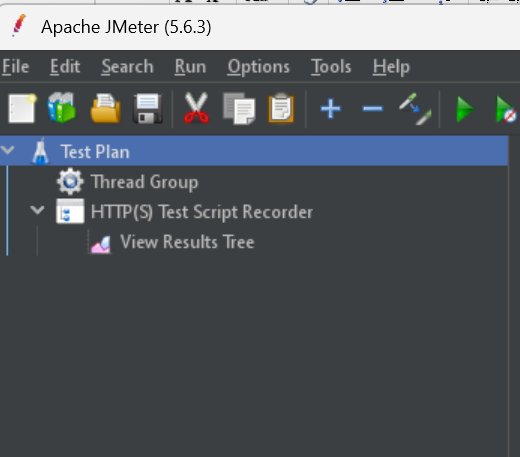 Apache JMeter (5.6.3)
File Edit Search Run Options Tools Help
Test Plan
Thread Group
HTTP(S) Test Script Recorder
View Results Tree